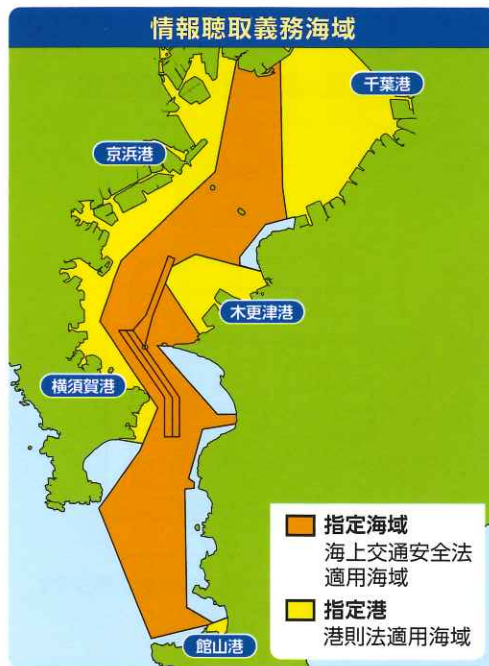 情報聴取義務海域
千葉港
京浜港
木更津港
横須賀港
指定海域
海上交通安全法
適用海域
指定港
港則法適用海域
館山港